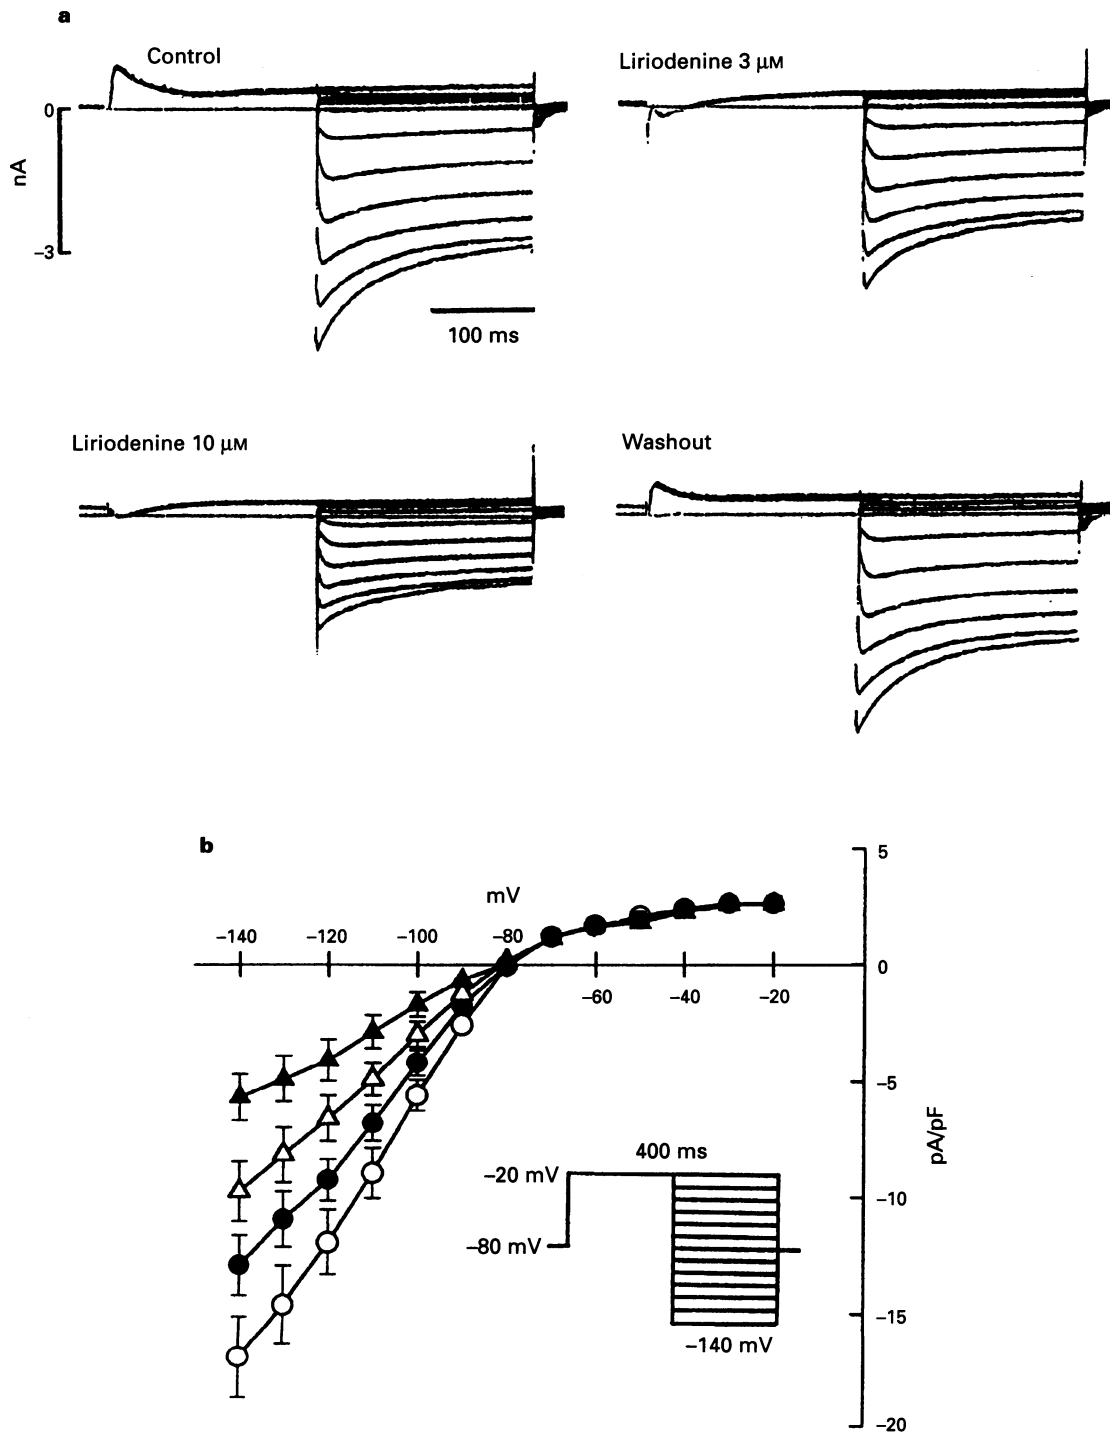 a
Control
Liriodenine 3 μM
0
nA
−3
100 ms
Liriodenine 10 μM
Washout
b
mV
5
−140 −120 −100 −80
0
−60 −40 −20
−5
pA/pF
400 ms
−20 mV
−10
−80 mV
−15
−140 mV
−20